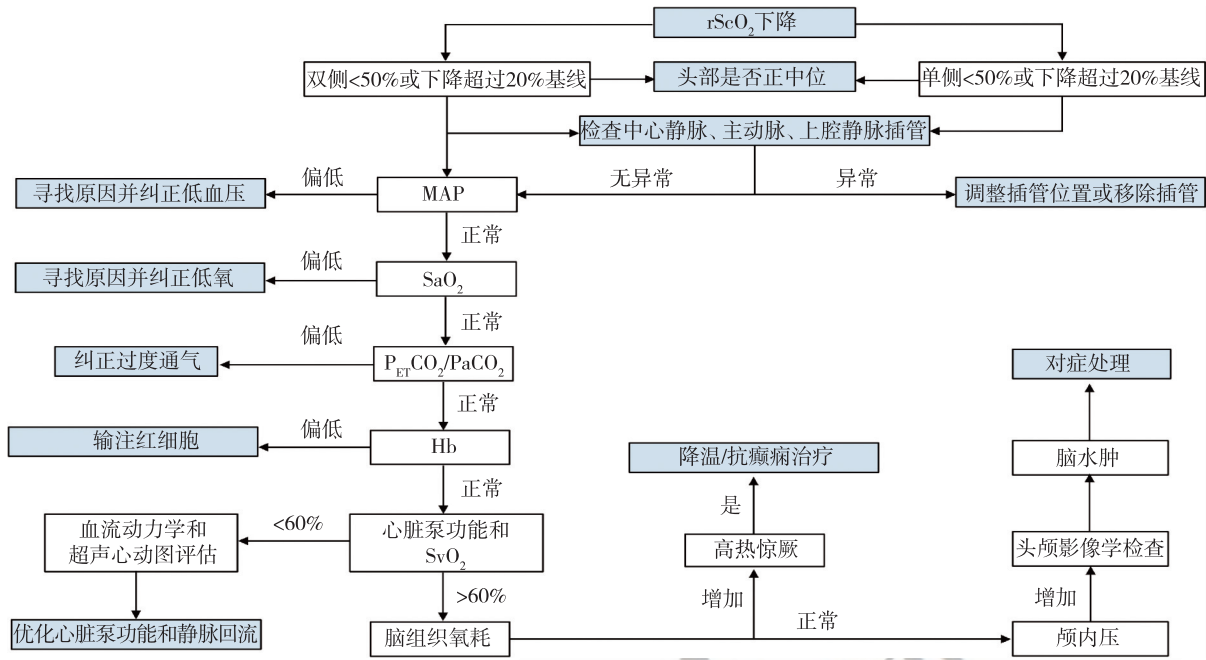 rScO₂下降
双侧<50%或下降超过20%基线
头部是否正中位
单侧<50%或下降超过20%基线
检查中心静脉、主动脉、上腔静脉插管
无异常
异常
调整插管位置或移除插管
MAP
偏低
寻找原因并纠正低血压
正常
SaO₂
偏低
寻找原因并纠正低氧
正常
P_ETCO₂/PaCO₂
偏低
纠正过度通气
正常
Hb
偏低
输注红细胞
正常
心脏泵功能和
SvO₂
<60%
血流动力学和
超声心动图评估
优化心脏泵功能和静脉回流
>60%
脑组织氧耗
增加
高热惊厥
是
降温/抗癫痫治疗
正常
颅内压
增加
头颅影像学检查
脑水肿
对症处理